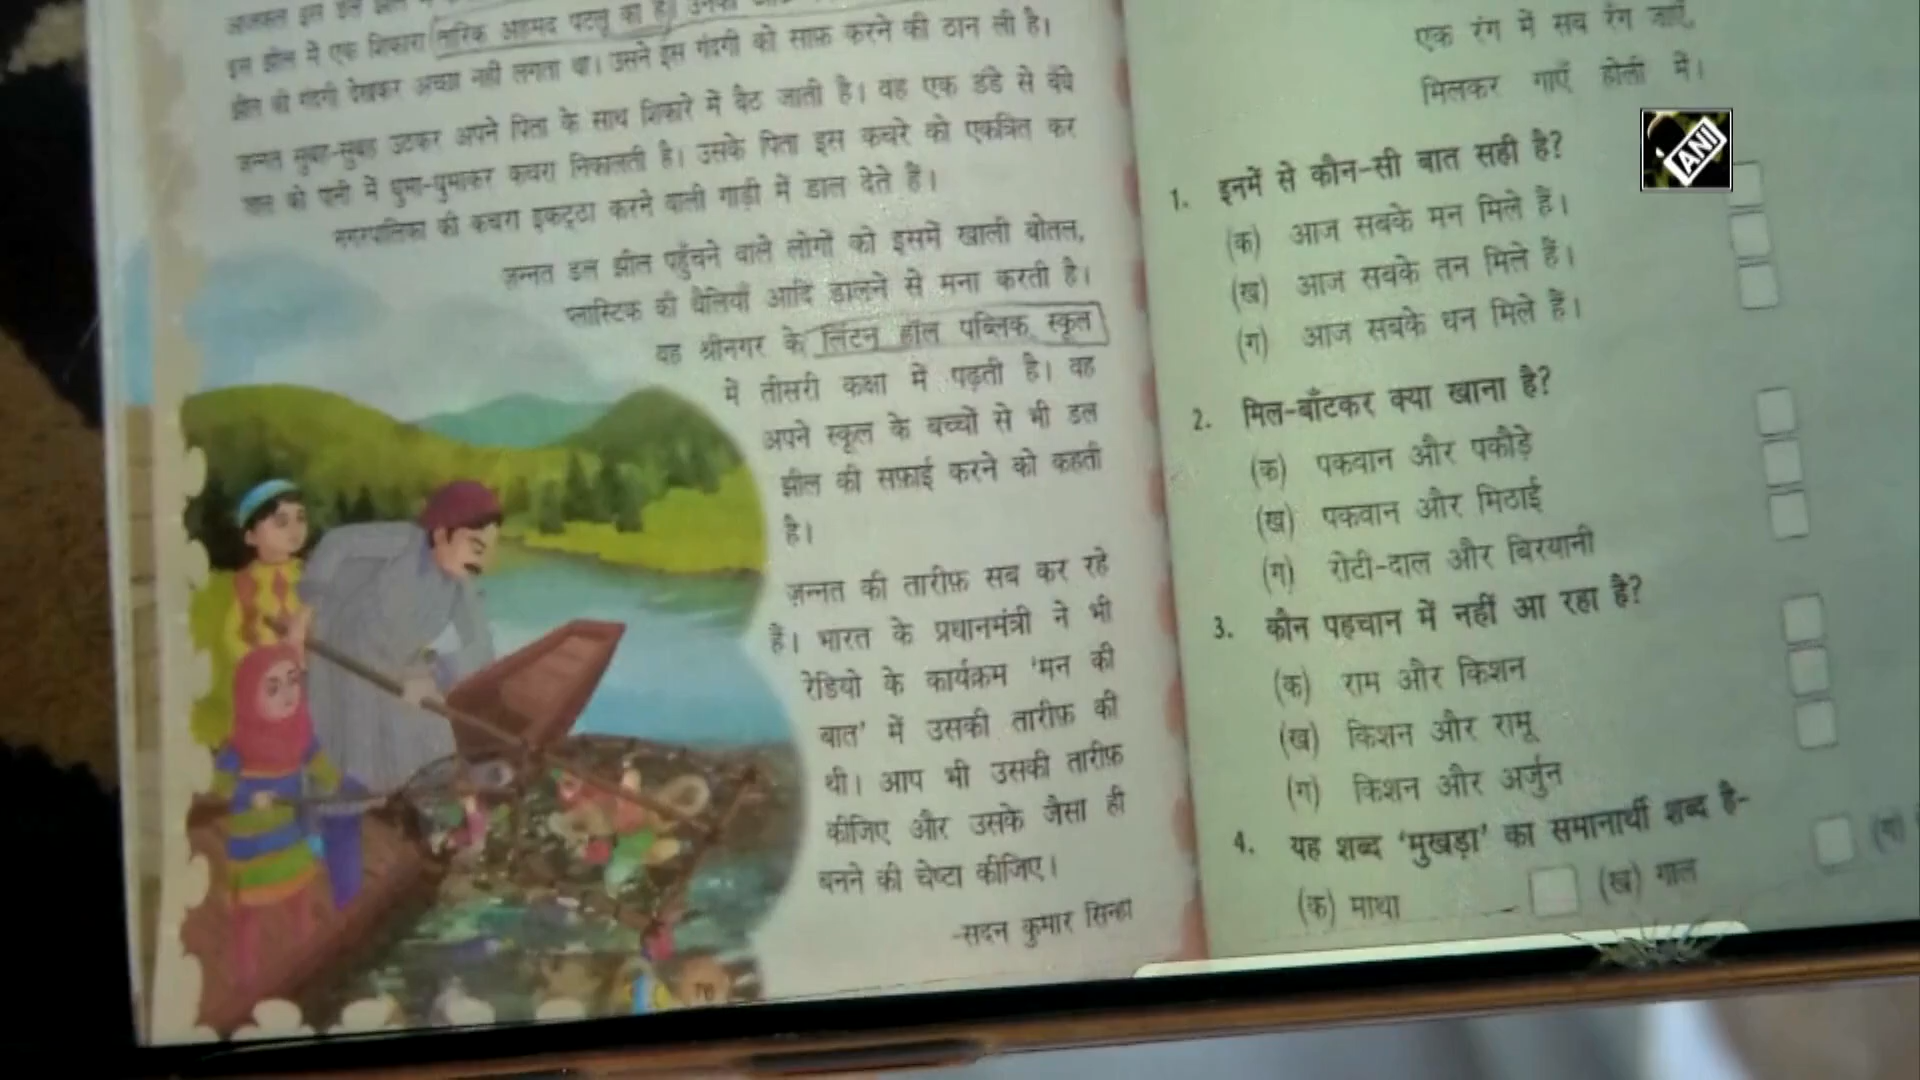 इस झील में एक शिकारा तारिक अहमद पटलू का है। उनकी
झील की गंदगी देखकर अच्छा नहीं लगता था। उसने इस गंदगी को साफ़ करने की ठान ली है।
ज़न्नत सुबह-सुबह उठकर अपने पिता के साथ शिकारे में बैठ जाती है। वह एक डंडे से बँधे
जाल को पानी में घुमा-घुमाकर कचरा निकालती है। उसके पिता इस कचरे को एकत्रित कर
नगरपालिका की कचरा इकट्ठा करने वाली गाड़ी में डाल देते हैं।
ज़न्नत डल झील पहुँचने वाले लोगों को इसमें खाली बोतल,
प्लास्टिक की थैलियाँ आदि डालने से मना करती है।
वह श्रीनगर के लिंटन हॉल पब्लिक स्कूल
में तीसरी कक्षा में पढ़ती है। वह
अपने स्कूल के बच्चों से भी डल
झील की सफ़ाई करने को कहती
है।
ज़न्नत की तारीफ़ सब कर रहे
हैं। भारत के प्रधानमंत्री ने भी
रेडियो के कार्यक्रम 'मन की
बात' में उसकी तारीफ़ की
थी। आप भी उसकी तारीफ़
कीजिए और उसके जैसा ही
बनने की चेष्टा कीजिए।
-सदन कुमार सिन्हा
70
एक रंग में सब रंग जाएँ,
मिलकर गाएँ होली में।
ANI
1. इनमें से कौन-सी बात सही है?
(क) आज सबके मन मिले हैं।
(ख) आज सबके तन मिले हैं।
(ग) आज सबके धन मिले हैं।
2. मिल-बाँटकर क्या खाना है?
(क) पकवान और पकौड़े
(ख) पकवान और मिठाई
(ग) रोटी-दाल और बिरयानी
3. कौन पहचान में नहीं आ रहा है?
(क) राम और किशन
(ख) किशन और रामू
(ग) किशन और अर्जुन
4. यह शब्द 'मुखड़ा' का समानार्थी शब्द है-
(क) माथा (ख) गाल (ग)